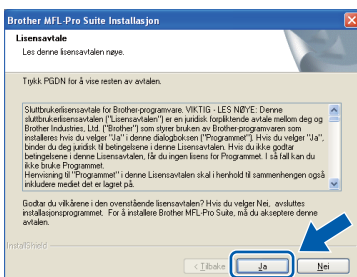 Brother MFL-Pro Suite Installasjon
Lisensavtale
Les denne lisensavtalen nøye.
Trykk PGDN for å vise resten av avtalen.
Sluttbrukerlisensavtale for Brother-programvare. VIKTIG - LES NØYE: Denne
sluttbrukerlisensavtalen ("Lisensavtalen") er en juridisk forpliktende avtale mellom deg og
Brother Industries, Ltd. ("Brother") som styrer bruken av Brother-programvaren som
installeres hvis du velger "Ja" i denne dialogboksen ("Programmet"). Hvis du velger "Ja",
binder du deg juridisk til betingelsene i denne Lisensavtalen. Hvis du ikke godtar
betingelsene i denne Lisensavtalen, får du ingen lisens for Programmet. I så fall kan du
ikke bruke Programmet.
Henvisning til "Programmet" i denne Lisensavtalen skal i henhold til sammenhengen også
inkludere mediet det er lagret på.
Godtar du vilkårene i den ovenstående lisensavtalen? Hvis du velger Nei, avsluttes
installasjonsprogrammet. For å installere Brother MFL-Pro Suite, må du akseptere denne
avtalen.
InstallShield
< Tilbake
Ja
Nei